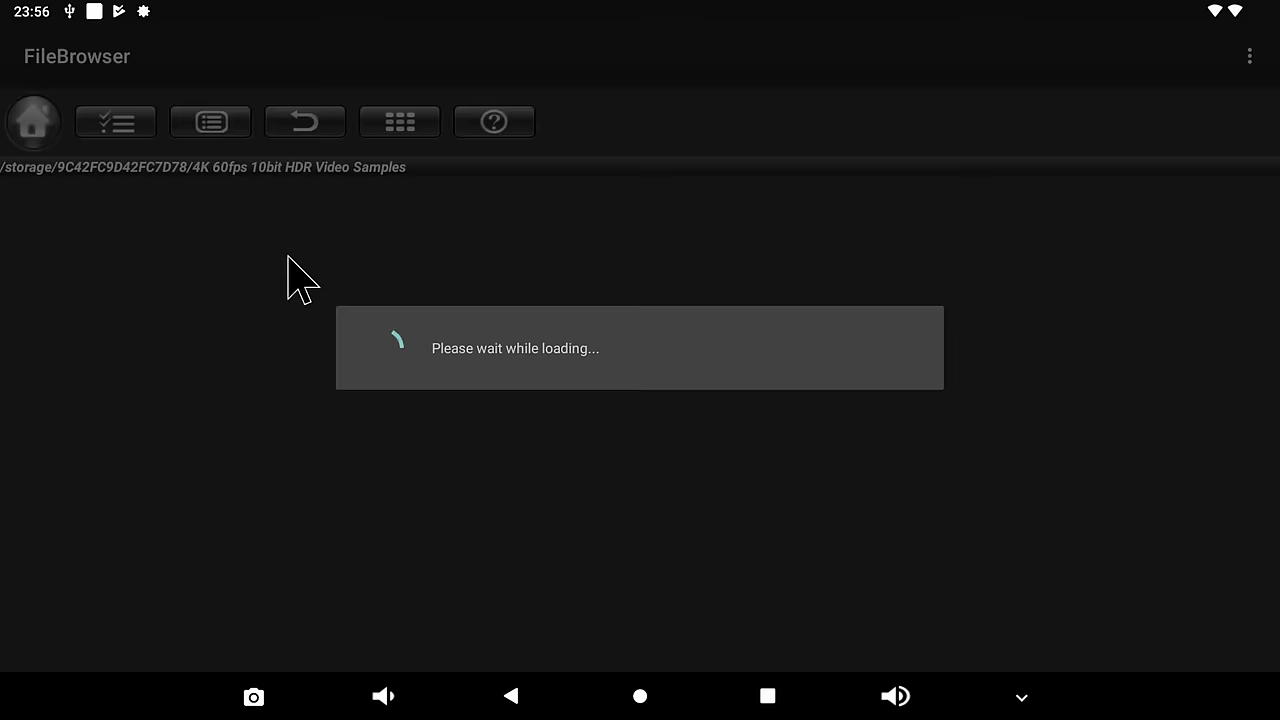 23:56
FileBrowser
/storage/9C42FC9D42FC7D78/4K 60fps 10bit HDR Video Samples
Please wait while loading...